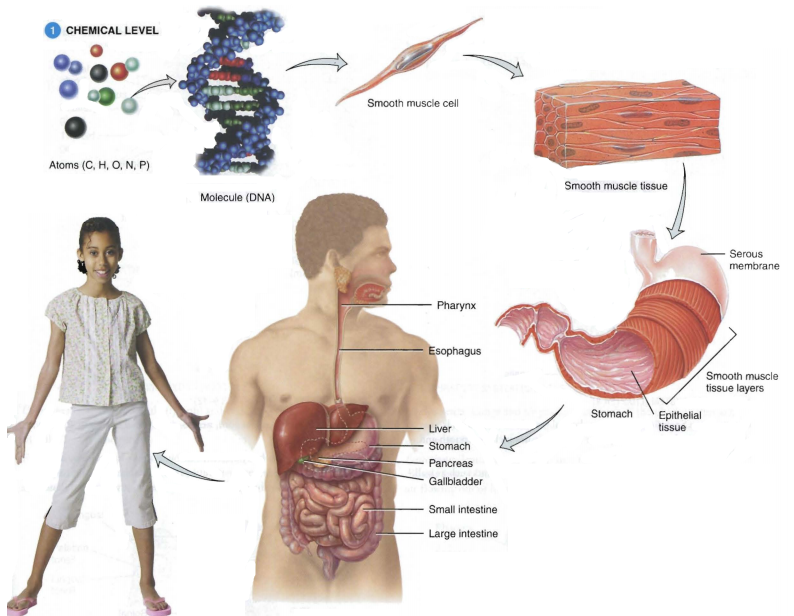 1 CHEMICAL LEVEL
Atoms (C, H, O, N, P)
Molecule (DNA)
Smooth muscle cell
Smooth muscle tissue
Serous
membrane
Smooth muscle
tissue layers
Stomach
Epithelial
tissue
Pharynx
Esophagus
Liver
Stomach
Pancreas
Gallbladder
Small intestine
Large intestine